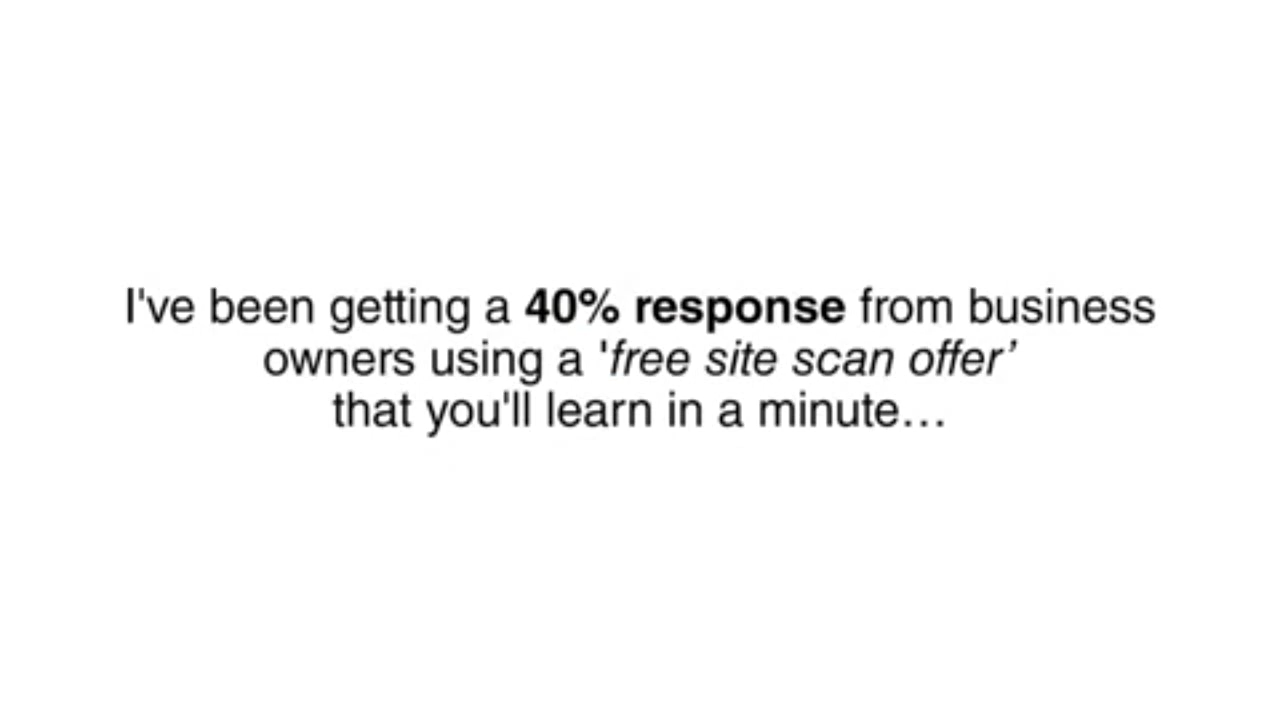 I've been getting a 40% response from business
owners using a 'free site scan offer’
that you'll learn in a minute…